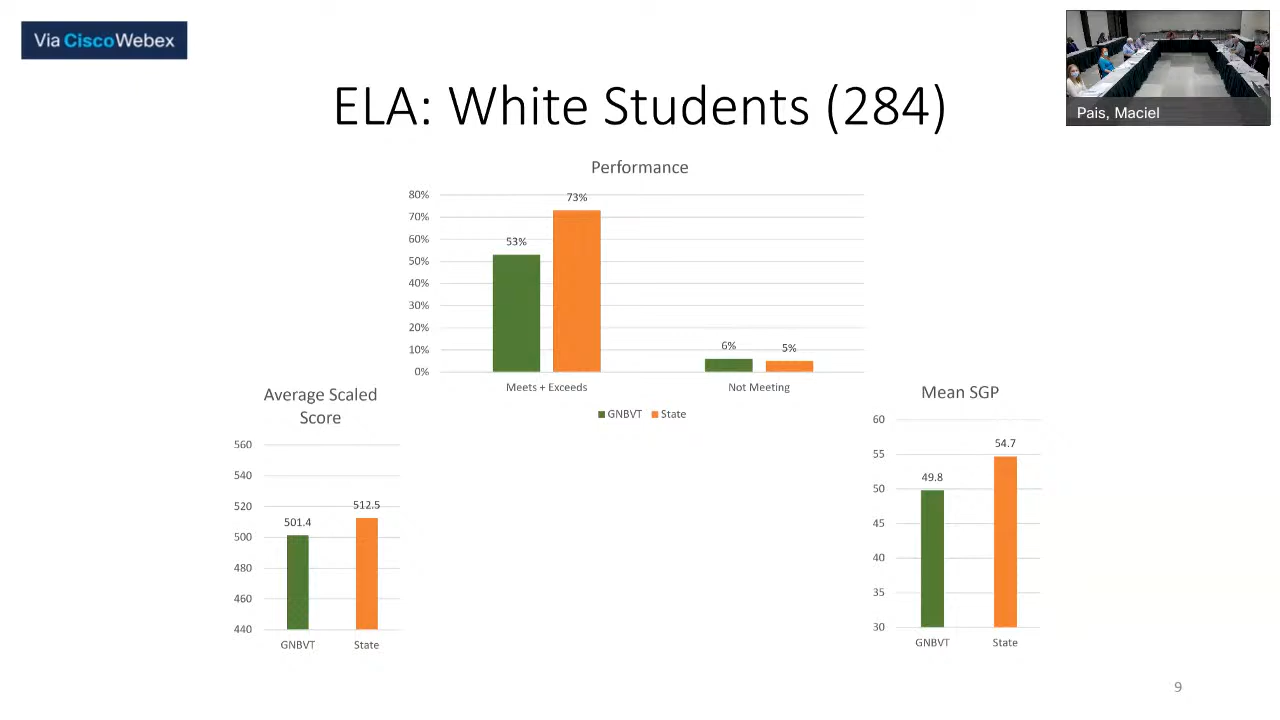 Via Cisco Webex
Pais, Maciel
ELA: White Students (284)
Performance
80%
70%
60%
50%
40%
30%
20%
10%
0%
53%
73%
6%
5%
Meets + Exceeds
Not Meeting
GNBVT State
Average Scaled
Score
560
540
520
500
480
460
440
501.4
512.5
GNBVT
State
Mean SGP
60
55
50
45
40
35
30
49.8
54.7
GNBVT
State
9